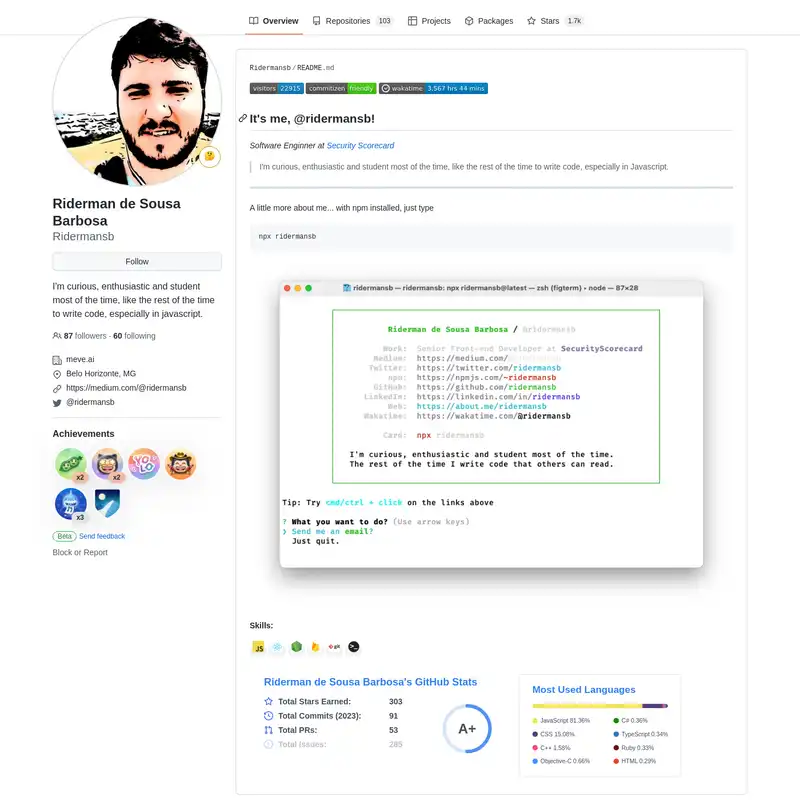 Overview
Repositories 103
Projects
Packages
Stars 1.7k
Riderman de Sousa
Barbosa
Ridermansb
Follow
I'm curious, enthusiastic and student
most of the time, like the rest of the time
to write code, especially in javascript.
87 followers · 60 following
meve.ai
Belo Horizonte, MG
https://medium.com/@ridermansb
@ridermansb
Achievements
x2
x2
YOLO
x3
Beta Send feedback
Block or Report
Ridermansb/README.md
visitors 22915 commitizen friendly wakatime 3,567 hrs 44 mins
It's me, @ridermansb!
Software Enginner at Security Scorecard
I'm curious, enthusiastic and student most of the time, like the rest of the time to write code, especially in Javascript.
A little more about me... with npm installed, just type
npx ridermansb
ridermansb — ridermansb: npx ridermansb@latest — zsh (figterm) • node — 87×28
Riderman de Sousa Barbosa / @ridermansb
Work: Senior Front-end Developer at SecurityScorecard
Medium: https://medium.com/
Twitter: https://twitter.com/ridermansb
npm: https://npmjs.com/~ridermansb
GitHub: https://github.com/ridermansb
LinkedIn: https://linkedin.com/in/ridermansb
Web: https://about.me/ridermansb
Wakatime: https://wakatime.com/@ridermansb
Card: npx ridermansb
I'm curious, enthusiastic and student most of the time.
The rest of the time I write code that others can read.
Tip: Try cmd/ctrl + click on the links above
? What you want to do? (Use arrow keys)
❯ Send me an email?
Just quit.
Skills:
JS
git
Riderman de Sousa Barbosa's GitHub Stats
Total Stars Earned: 303
Total Commits (2023): 91
Total PRs: 53
Total Issues: 285
A+
Most Used Languages
JavaScript 81.36%
C# 0.36%
CSS 15.08%
TypeScript 0.34%
C++ 1.58%
Ruby 0.33%
Objective-C 0.66%
HTML 0.29%